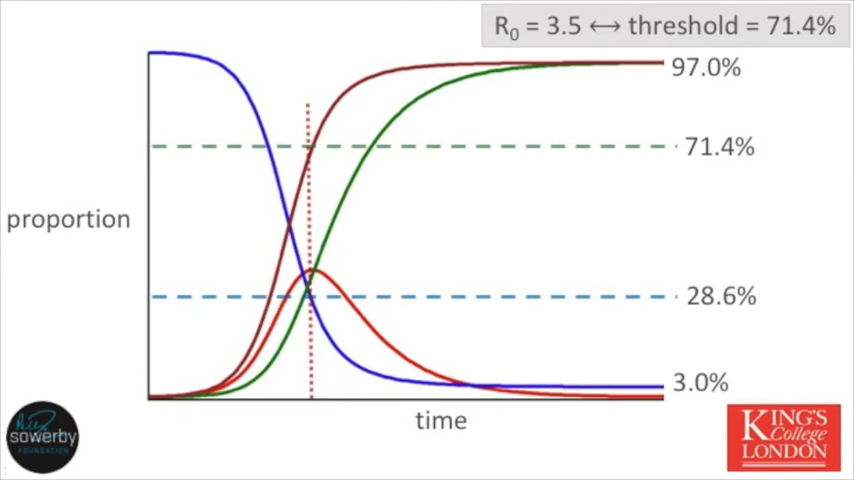 R₀ = 3.5 ↔ threshold = 71.4%
97.0%
71.4%
proportion
28.6%
3.0%
time
sowerby
FOUNDATION
KING'S
College
LONDON